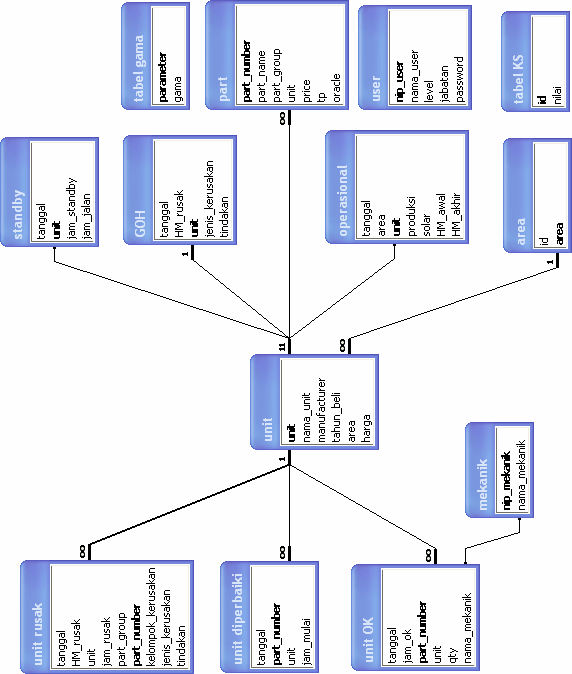 unit rusak
tanggal
HM_rusak
unit
jam_rusak
part_group
part_number
kelompok_kerusakan
jenis_kerusakan
tindakan
∞
unit diperbaiki
tanggal
part_number
unit
jam_mulai
∞
unit OK
tanggal
jam_ok
part_number
unit
qty
nama_mekanik
∞
mekanik
nip_mekanik
nama_mekanik
1
unit
unit
nama_unit
manufacturer
tahun_beli
area
harga
11
∞
standby
tanggal
unit
jam_standby
jam_jalan
1
GOH
tanggal
HM_rusak
unit
jenis_kerusakan
tindakan
operasional
tanggal
area
unit
produksi
solar
HM_awal
HM_akhir
1
area
id
area
tabel gama
parameter
gama
∞
part
part_number
part_name
part_group
unit
price
tp
oracle
user
nip_user
nama_user
level
jabatan
password
tabel KS
id
nilai